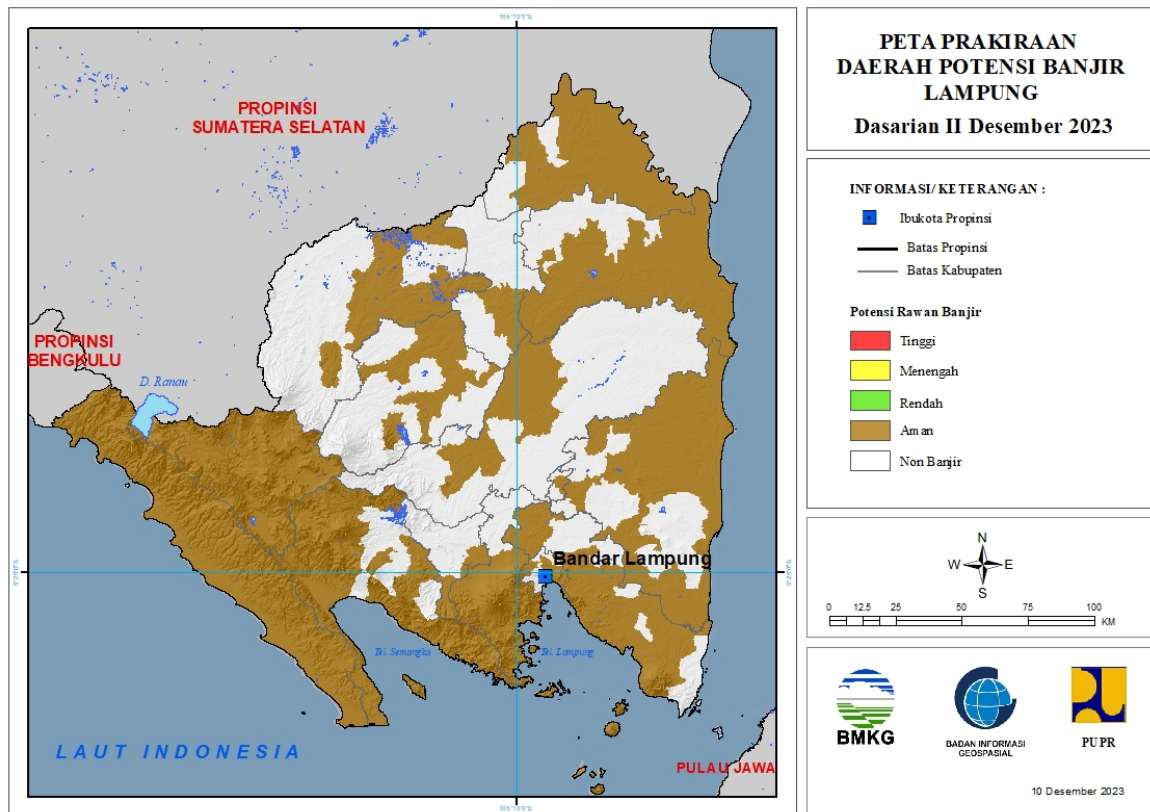 PETA PRAKIRAAN
DAERAH POTENSI BANJIR
LAMPUNG
Dasarian II Desember 2023
INFORMASI/ KETERANGAN :
Ibukota Propinsi
Batas Propinsi
Batas Kabupaten
Potensi Rawan Banjir
Tinggi
Menengah
Rendah
Aman
Non Banjir
N
W E
S
0 12.5 25 50 75 100
KM
BMKG
BADAN INFORMASI
GEOSPASIAL
PUPR
10 Desember 2023
PROPINSI
SUMATERA SELATAN
PROPINSI
BENGKULU
D. Ranau
Bandar Lampung
Tel. Semangka
Tel. Lampung
LAUT INDONESIA
PULAU JAWA